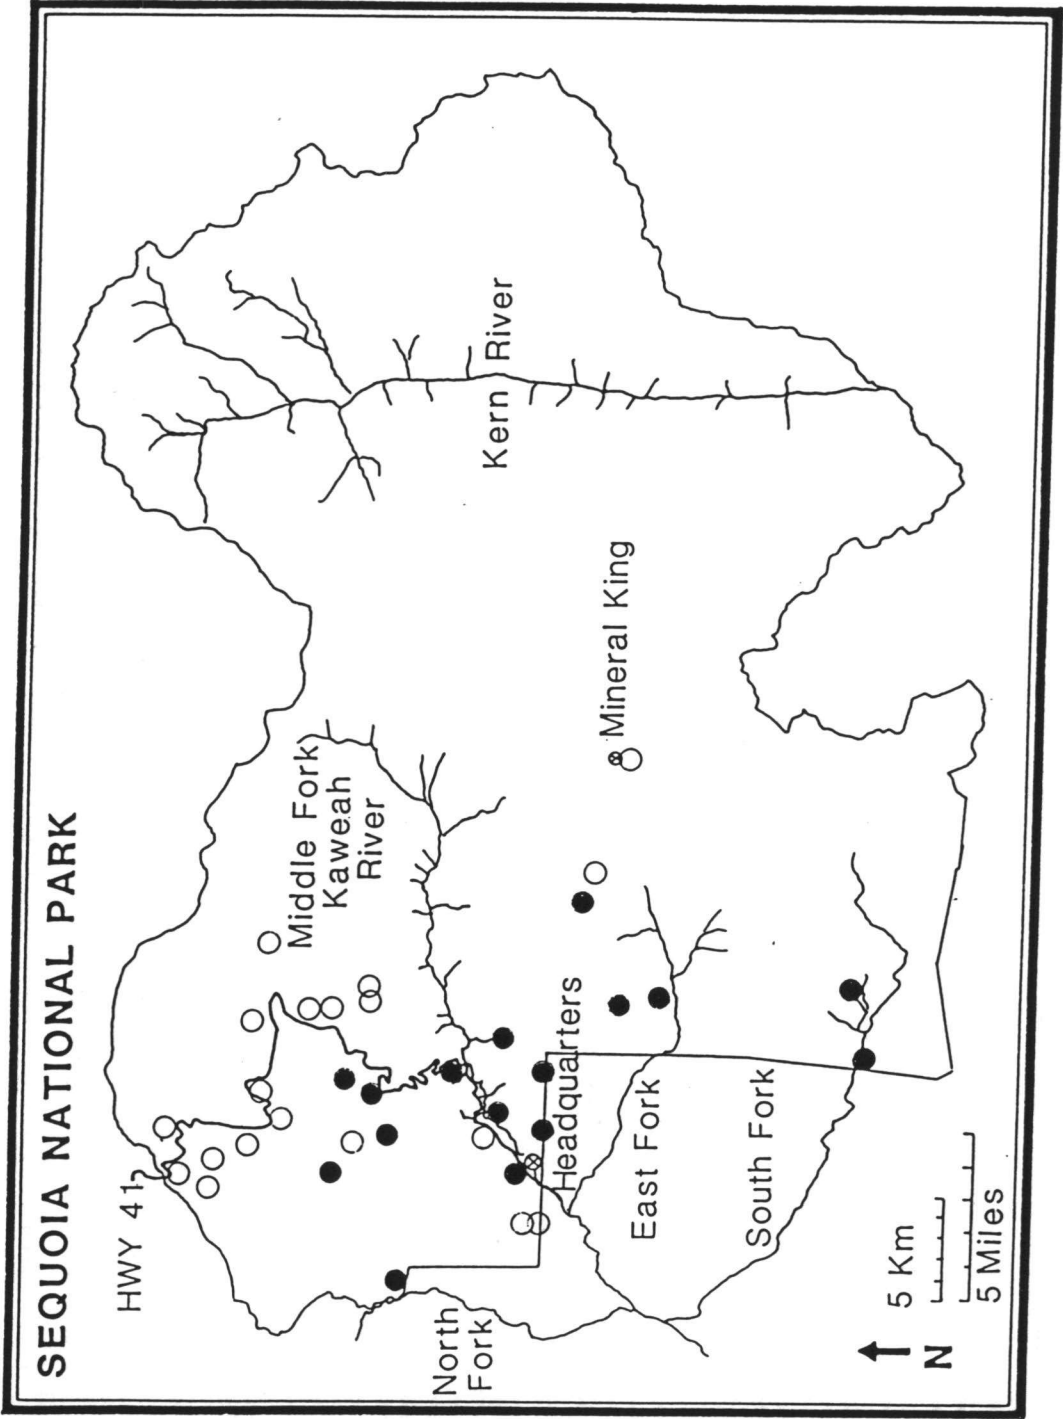 SEQUOIA NATIONAL PARK
HWY 41
Middle Fork
Kaweah
River
Kern River
Mineral King
Headquarters
North
Fork
East Fork
South Fork
5 Km
5 Miles
N